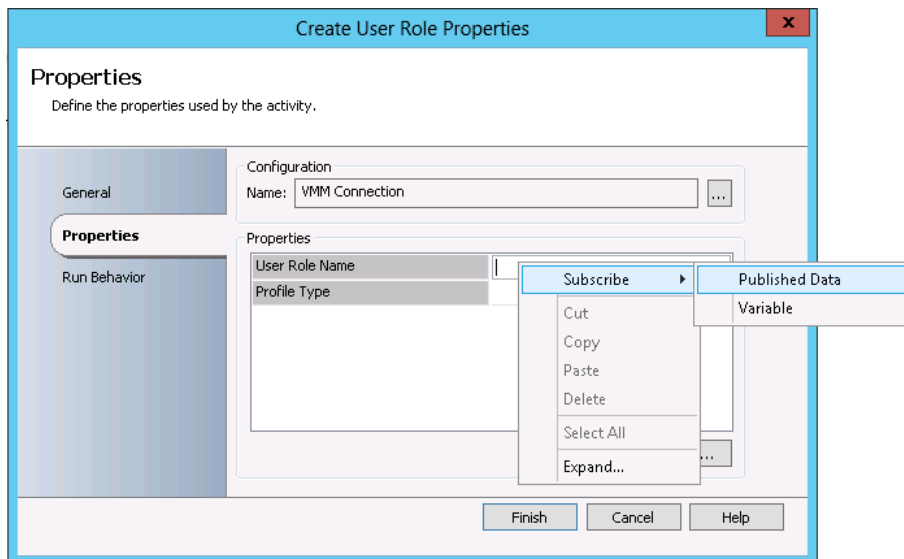 Create User Role Properties
x
Properties
Define the properties used by the activity.
General
Properties
Run Behavior
Configuration
Name: VMM Connection
...
Properties
User Role Name
Profile Type
Subscribe
Published Data
Variable
Cut
Copy
Paste
Delete
Select All
Expand...
...
Finish
Cancel
Help